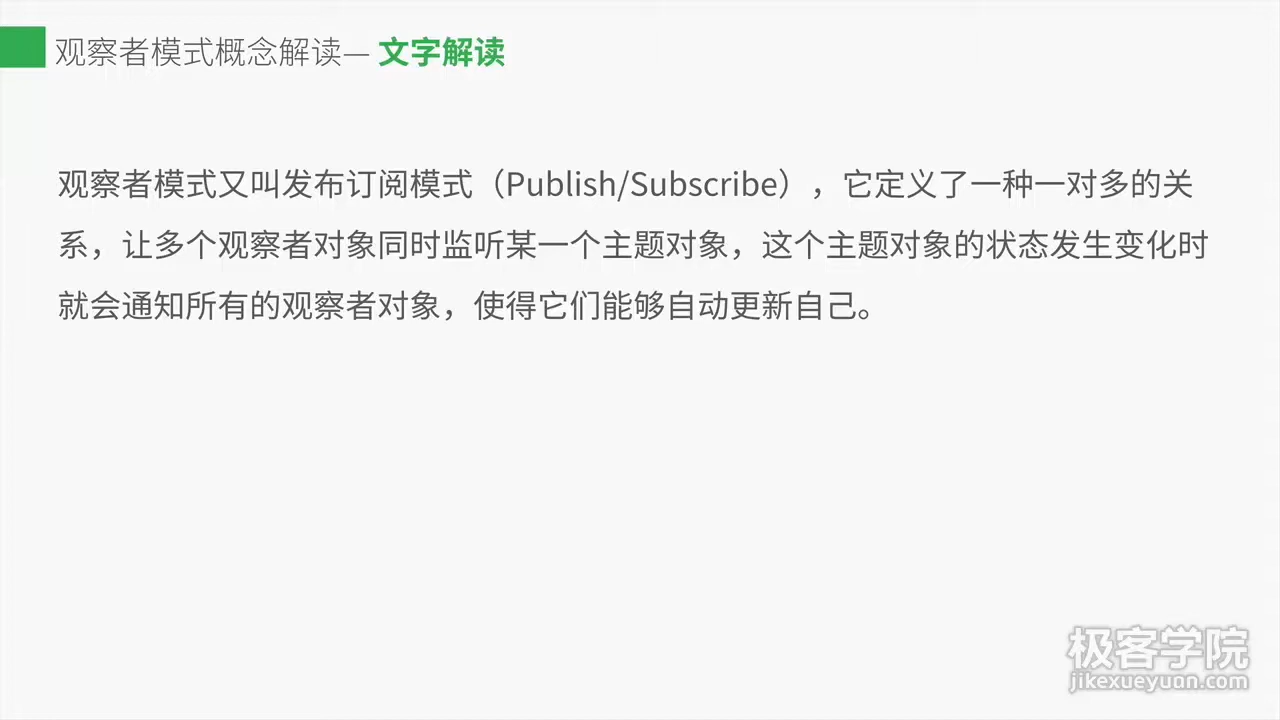 观察者模式概念解读— 文字解读
观察者模式又叫发布订阅模式（Publish/Subscribe），它定义了一种一对多的关
系，让多个观察者对象同时监听某一个主题对象，这个主题对象的状态发生变化时
就会通知所有的观察者对象，使得它们能够自动更新自己。
极客学院
jikexueyuan.com